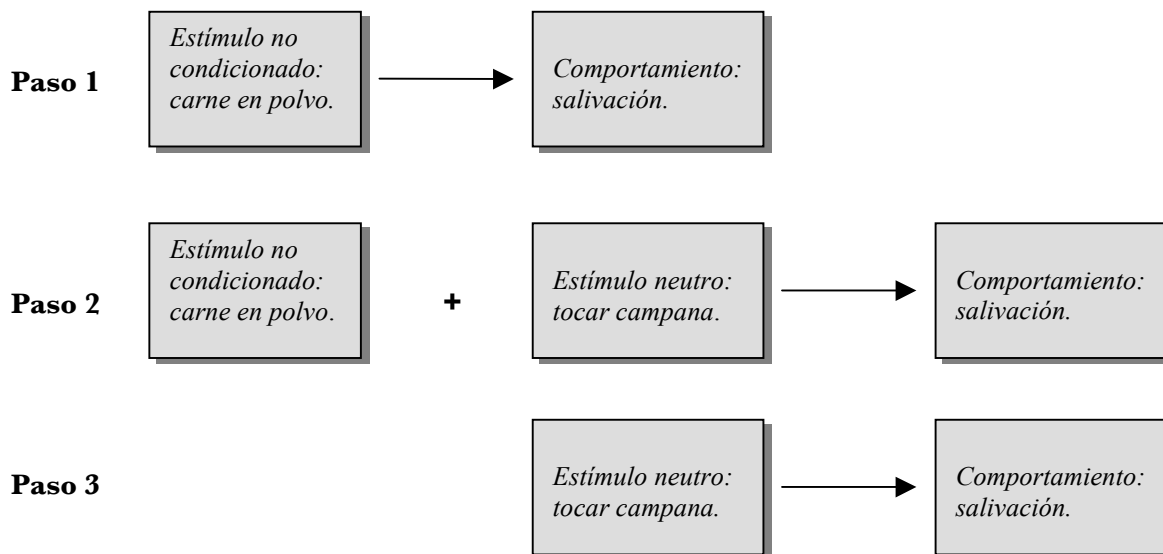 Paso 1
Estímulo no
condicionado:
carne en polvo.
Comportamiento:
salivación.
Paso 2
Estímulo no
condicionado:
carne en polvo.
+
Estímulo neutro:
tocar campana.
Comportamiento:
salivación.
Paso 3
Estímulo neutro:
tocar campana.
Comportamiento:
salivación.